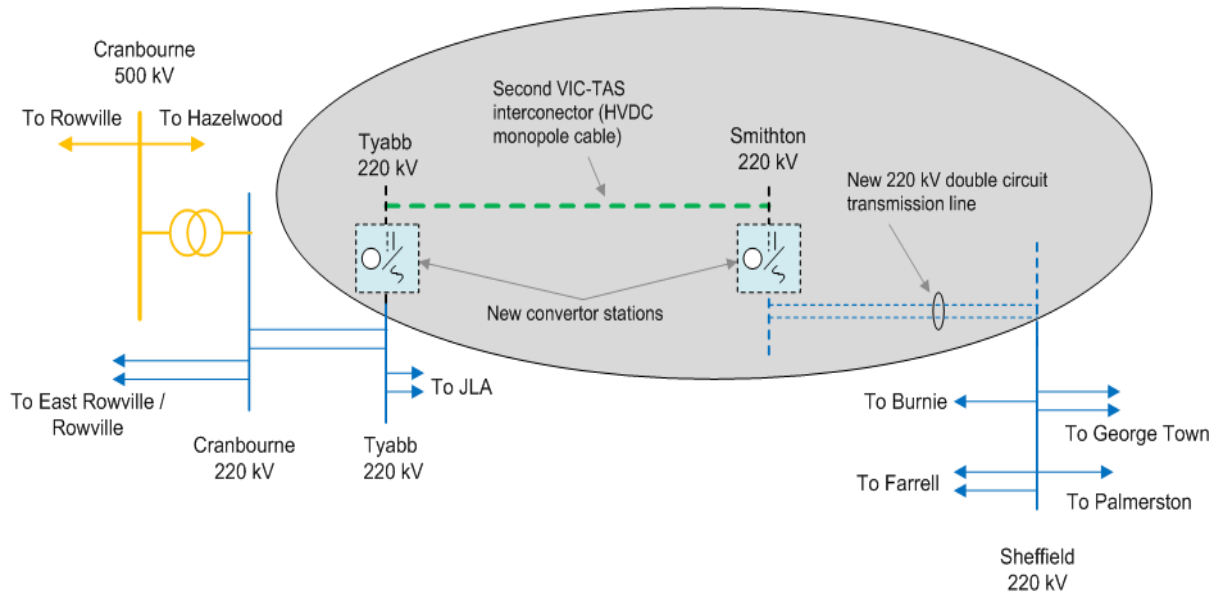 Cranbourne
500 kV
To Rowville
To Hazelwood
Second VIC-TAS
interconector (HVDC
monopole cable)
Tyabb
220 kV
Smithton
220 kV
New 220 kV double circuit
transmission line
New convertor stations
To East Rowville /
Rowville
Cranbourne
220 kV
To JLA
Tyabb
220 kV
To Burnie
To George Town
To Farrell
To Palmerston
Sheffield
220 kV